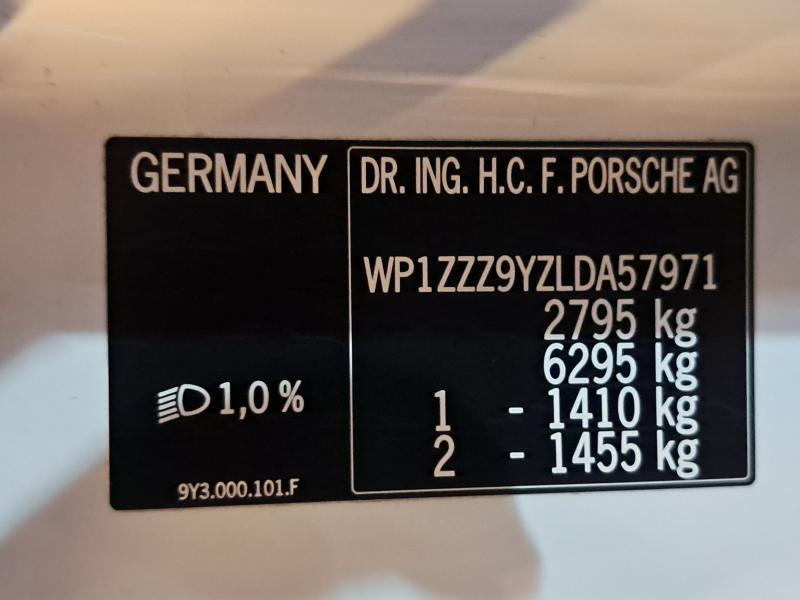 GERMANY
1,0 %
9Y3.000.101.F
DR. ING. H.C. F. PORSCHE AG
WP1ZZZ9YZLDA57971
2795 kg
6295 kg
1 - 1410 kg
2 - 1455 kg